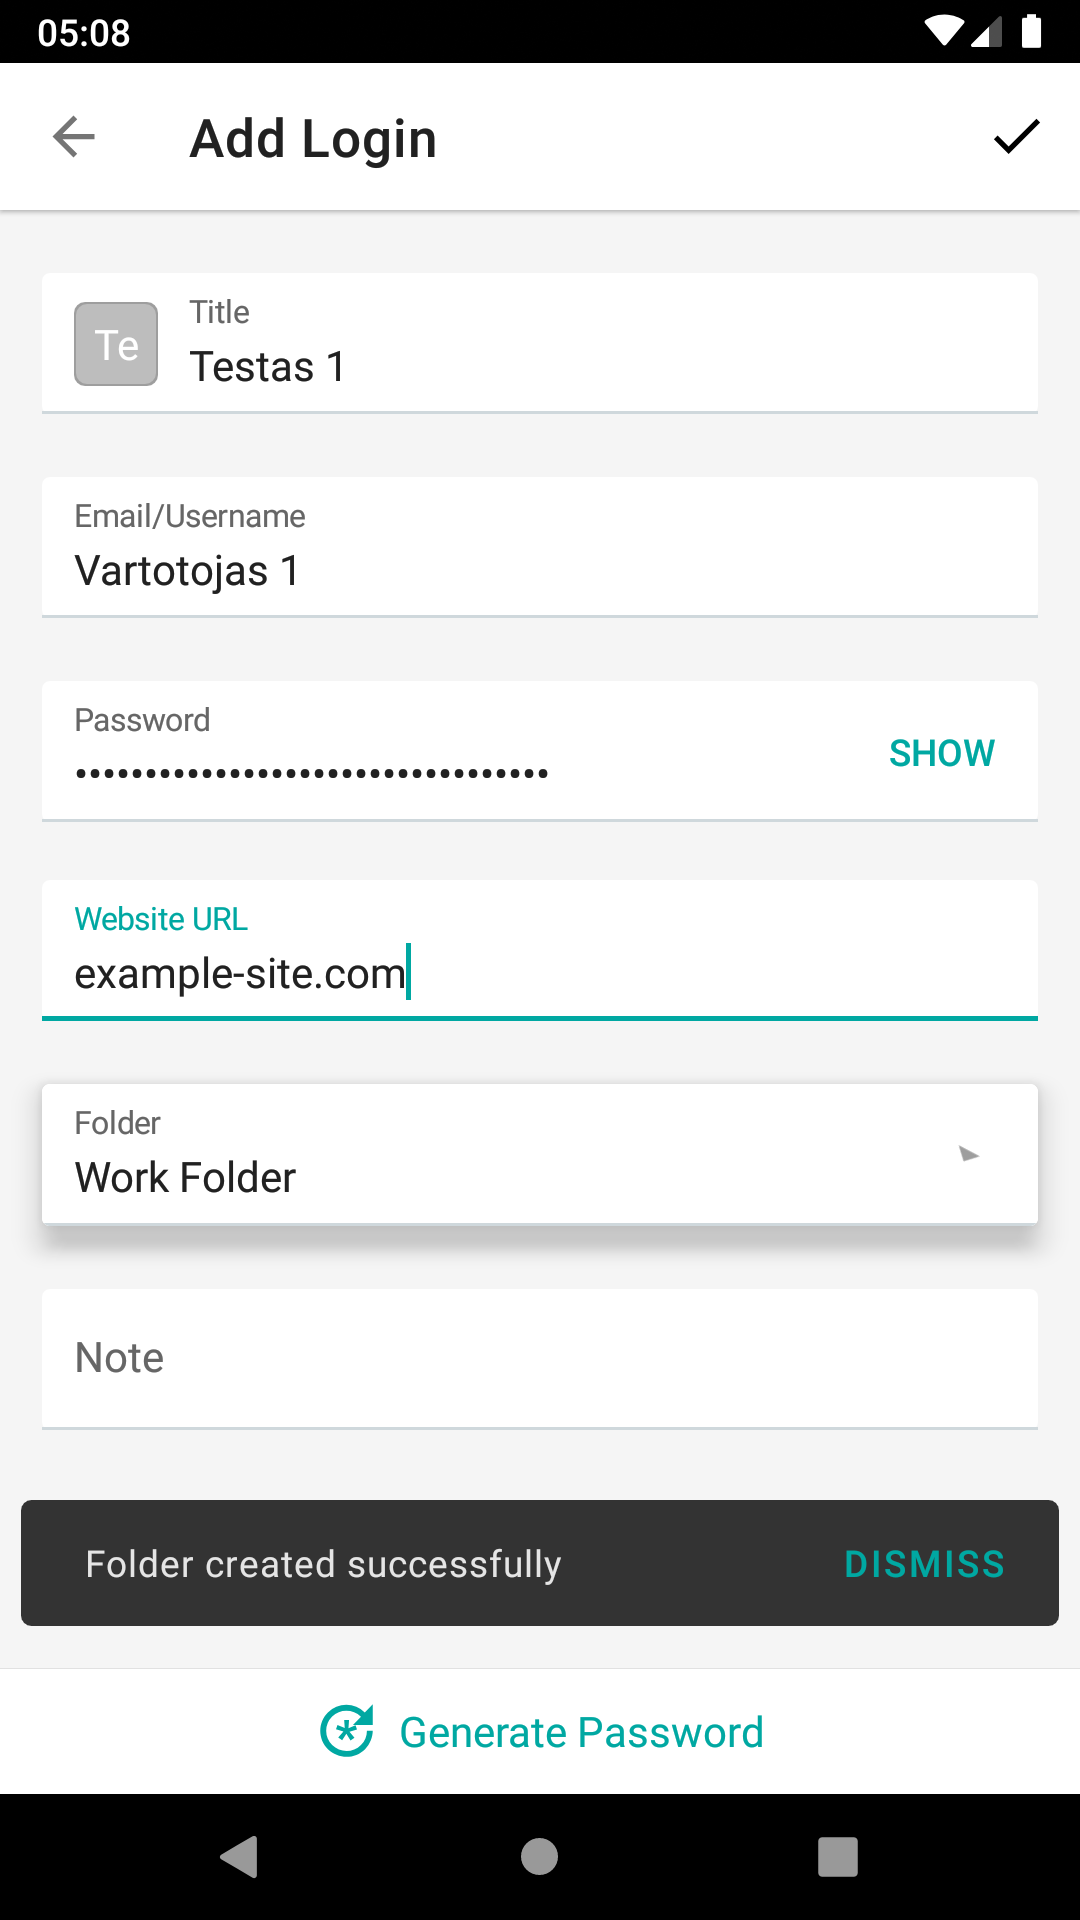 05:08
Add Login
Te
Title
Testas 1
Email/Username
Vartotojas 1
Password
••••••••••••••••••••••••••••••••••
SHOW
Website URL
example-site.com
Folder
Work Folder
Note
Folder created successfully
DISMISS
Generate Password